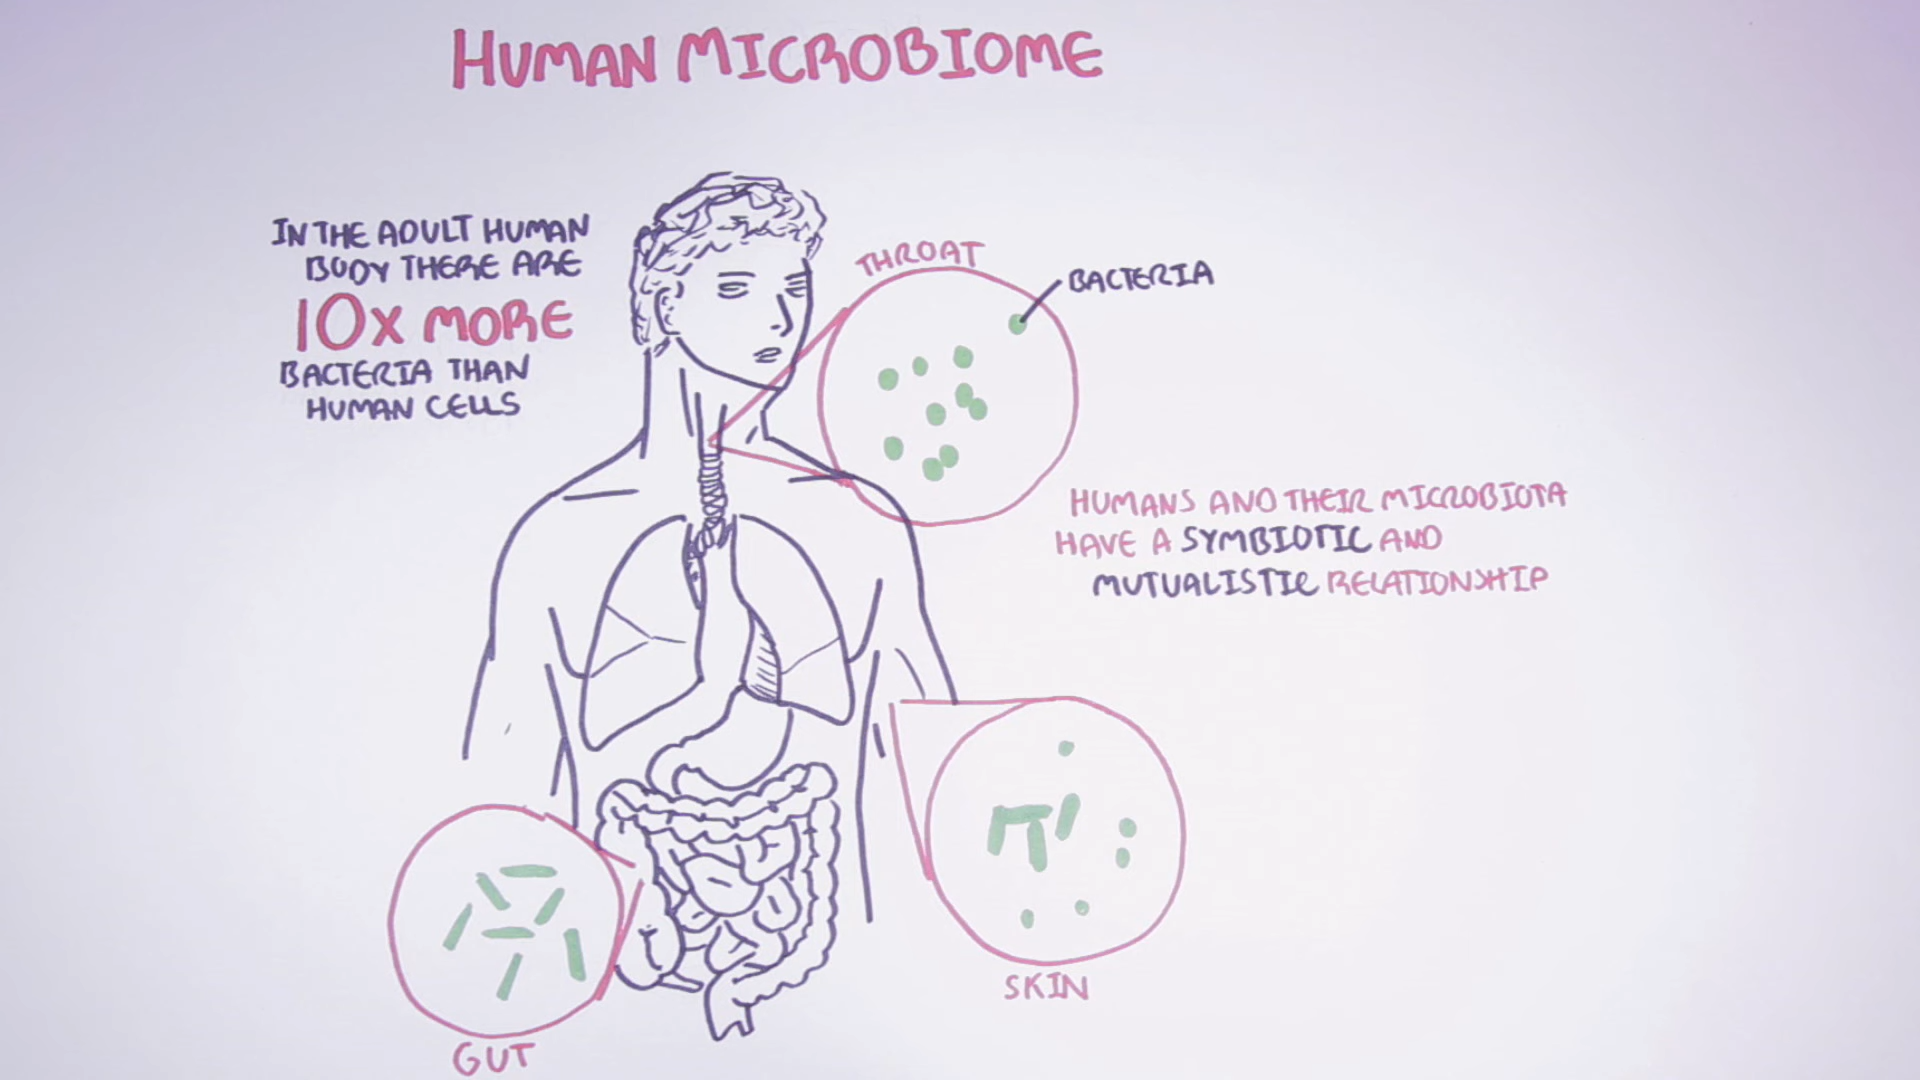 HUMAN MICROBIOME
IN THE ADULT HUMAN
BODY THERE ARE
10X MORE
BACTERIA THAN
HUMAN CELLS
THROAT
BACTERIA
HUMANS AND THEIR MICROBIOTA
HAVE A SYMBIOTIC AND
MUTUALISTIC RELATIONSHIP
SKIN
GUT